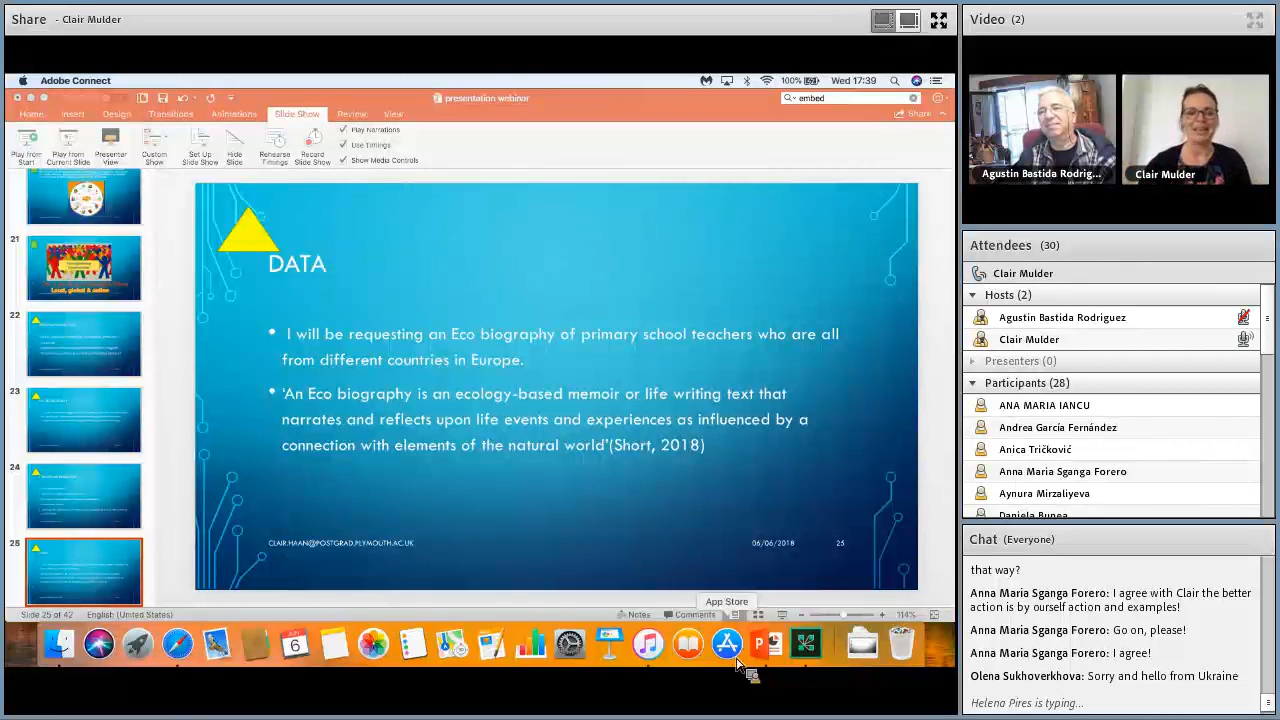 Share - Clair Mulder
Video (2)
Adobe Connect
100%
Wed 17:39
presentation webinar
embed
Home Insert Design Transitions Animations Slide Show Review View
Share
Play from Start
Play from Current Slide
Presenter View
Custom Show
Set Up Slide Show
Hide Slide
Rehearse Timings
Record Slide Show
Play Narrations
Use Timings
Show Media Controls
21
Local, global & online
22
23
24
25
DATA
• I will be requesting an Eco biography of primary school teachers who are all
from different countries in Europe.
• ‘An Eco biography is an ecology-based memoir or life writing text that
narrates and reflects upon life events and experiences as influenced by a
connection with elements of the natural world’(Short, 2018)
CLAIR.HAAN@POSTGRAD.PLYMOUTH.AC.UK
06/06/2018
25
App Store
Slide 25 of 42
English (United States)
Notes
Comments
114%
JUN
6
Agustin Bastida Rodrig...
Clair Mulder
Attendees (30)
Clair Mulder
Hosts (2)
Agustin Bastida Rodriguez
Clair Mulder
Presenters (0)
Participants (28)
ANA MARIA IANCU
Andrea García Fernández
Anica Tričković
Anna Maria Sganga Forero
Aynura Mirzaliyeva
Daniela Bunea
Chat (Everyone)
that way?
Anna Maria Sganga Forero: I agree with Clair the better
action is by ourself action and examples!
Anna Maria Sganga Forero: Go on, please!
Anna Maria Sganga Forero: I agree!
Olena Sukhoverkhova: Sorry and hello from Ukraine
Helena Pires is typing...